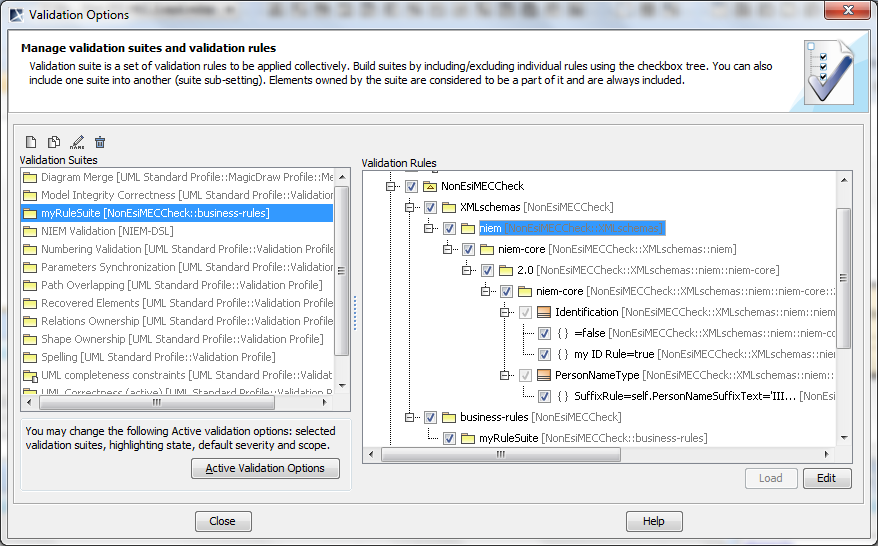 Validation Options
Manage validation suites and validation rules
Validation suite is a set of validation rules to be applied collectively. Build suites by including/excluding individual rules using the checkbox tree. You can also
include one suite into another (suite sub-setting). Elements owned by the suite are considered to be a part of it and are always included.
NAME
Validation Suites
Diagram Merge [UML Standard Profile::MagicDraw Profile::Me
Model Integrity Correctness [UML Standard Profile::Validation
myRuleSuite [NonEsiMECCheck::business-rules]
NIEM Validation [NIEM-DSL]
Numbering Validation [UML Standard Profile::Validation Profile]
Parameters Synchronization [UML Standard Profile::Validation
Path Overlapping [UML Standard Profile::Validation Profile]
Recovered Elements [UML Standard Profile::Validation Profile]
Relations Ownership [UML Standard Profile::Validation Profile]
Shape Ownership [UML Standard Profile::Validation Profile]
Spelling [UML Standard Profile::Validation Profile]
UML completeness constraints [UML Standard Profile::Validat
UML Correctness (active) [UML Standard Profile::Validation
You may change the following Active validation options: selected
validation suites, highlighting state, default severity and scope.
Active Validation Options
Validation Rules
NonEsiMECCheck
XMLschemas [NonEsiMECCheck]
niem [NonEsiMECCheck::XMLschemas]
niem-core [NonEsiMECCheck::XMLschemas::niem]
2.0 [NonEsiMECCheck::XMLschemas::niem::niem-core]
niem-core [NonEsiMECCheck::XMLschemas::niem::niem-core::
Identification [NonEsiMECCheck::XMLschemas::niem
{ } =false [NonEsiMECCheck::XMLschemas::niem::niem-co
{ } my ID Rule=true [NonEsiMECCheck::XMLschemas::niem
PersonNameType [NonEsiMECCheck::XMLschemas::niem:
{ } SuffixRule=self.PersonNameSuffixText='III... [NonEs
business-rules [NonEsiMECCheck]
myRuleSuite [NonEsiMECCheck::business-rules]
Load
Edit
Close
Help